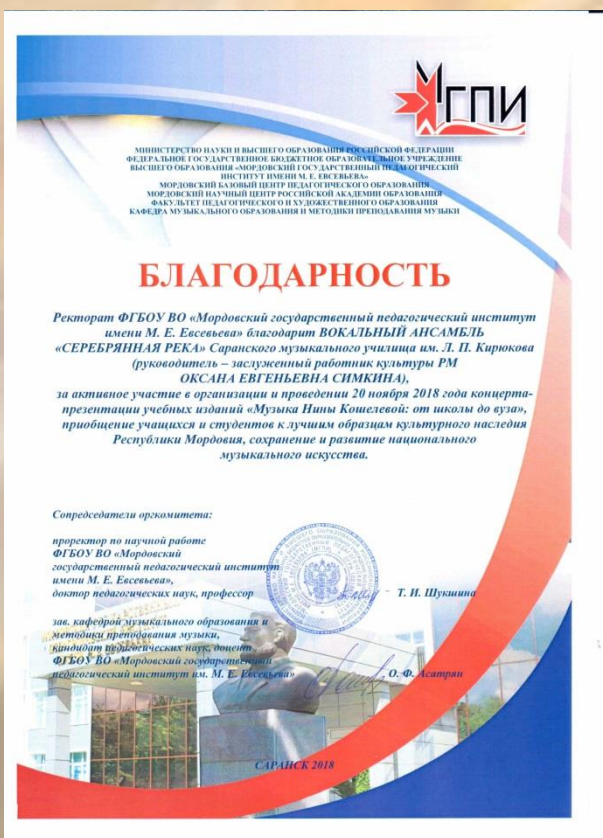 МГПИ
МИНИСТЕРСТВО НАУКИ И ВЫСШЕГО ОБРАЗОВАНИЯ РОССИЙСКОЙ ФЕДЕРАЦИИ
ФЕДЕРАЛЬНОЕ ГОСУДАРСТВЕННОЕ БЮДЖЕТНОЕ ОБРАЗОВАТЕЛЬНОЕ УЧРЕЖДЕНИЕ
ВЫСШЕГО ОБРАЗОВАНИЯ «МОРДОВСКИЙ ГОСУДАРСТВЕННЫЙ ПЕДАГОГИЧЕСКИЙ
ИНСТИТУТ ИМЕНИ М. Е. ЕВСЕВЬЕВА»
МОРДОВСКИЙ БАЗОВЫЙ ЦЕНТР ПЕДАГОГИЧЕСКОГО ОБРАЗОВАНИЯ
МОРДОВСКИЙ НАУЧНЫЙ ЦЕНТР РОССИЙСКОЙ АКАДЕМИИ ОБРАЗОВАНИЯ
ФАКУЛЬТЕТ ПЕДАГОГИЧЕСКОГО И ХУДОЖЕСТВЕННОГО ОБРАЗОВАНИЯ
КАФЕДРА МУЗЫКАЛЬНОГО ОБРАЗОВАНИЯ И МЕТОДИКИ ПРЕПОДАВАНИЯ МУЗЫКИ
БЛАГОДАРНОСТЬ
Ректорат ФГБОУ ВО «Мордовский государственный педагогический институт
имени М. Е. Евсевьева» благодарит ВОКАЛЬНЫЙ АНСАМБЛЬ
«СЕРЕБРЯННАЯ РЕКА» Саранского музыкального училища им. Л. П. Кирюкова
(руководитель – заслуженный работник культуры РМ
ОКСАНА ЕВГЕНЬЕВНА СИМКИНА),
за активное участие в организации и проведении 20 ноября 2018 года концерта-
презентации учебных изданий «Музыка Нины Кошелевой: от школы до вуза»,
приобщение учащихся и студентов к лучшим образцам культурного наследия
Республики Мордовия, сохранение и развитие национального
музыкального искусства.
Сопредседатели оргкомитета:
проректор по научной работе
ФГБОУ ВО «Мордовский
государственный педагогический институт
имени М. Е. Евсевьева»,
доктор педагогических наук, профессор
Т. И. Шукшина
зав. кафедрой музыкального образования и
методики преподавания музыки,
кандидат педагогических наук, доцент
ФГБОУ ВО «Мордовский государственный
педагогический институт им. М. Е. Евсевьева»
О. Ф. Асатрян
САРАНСК 2018